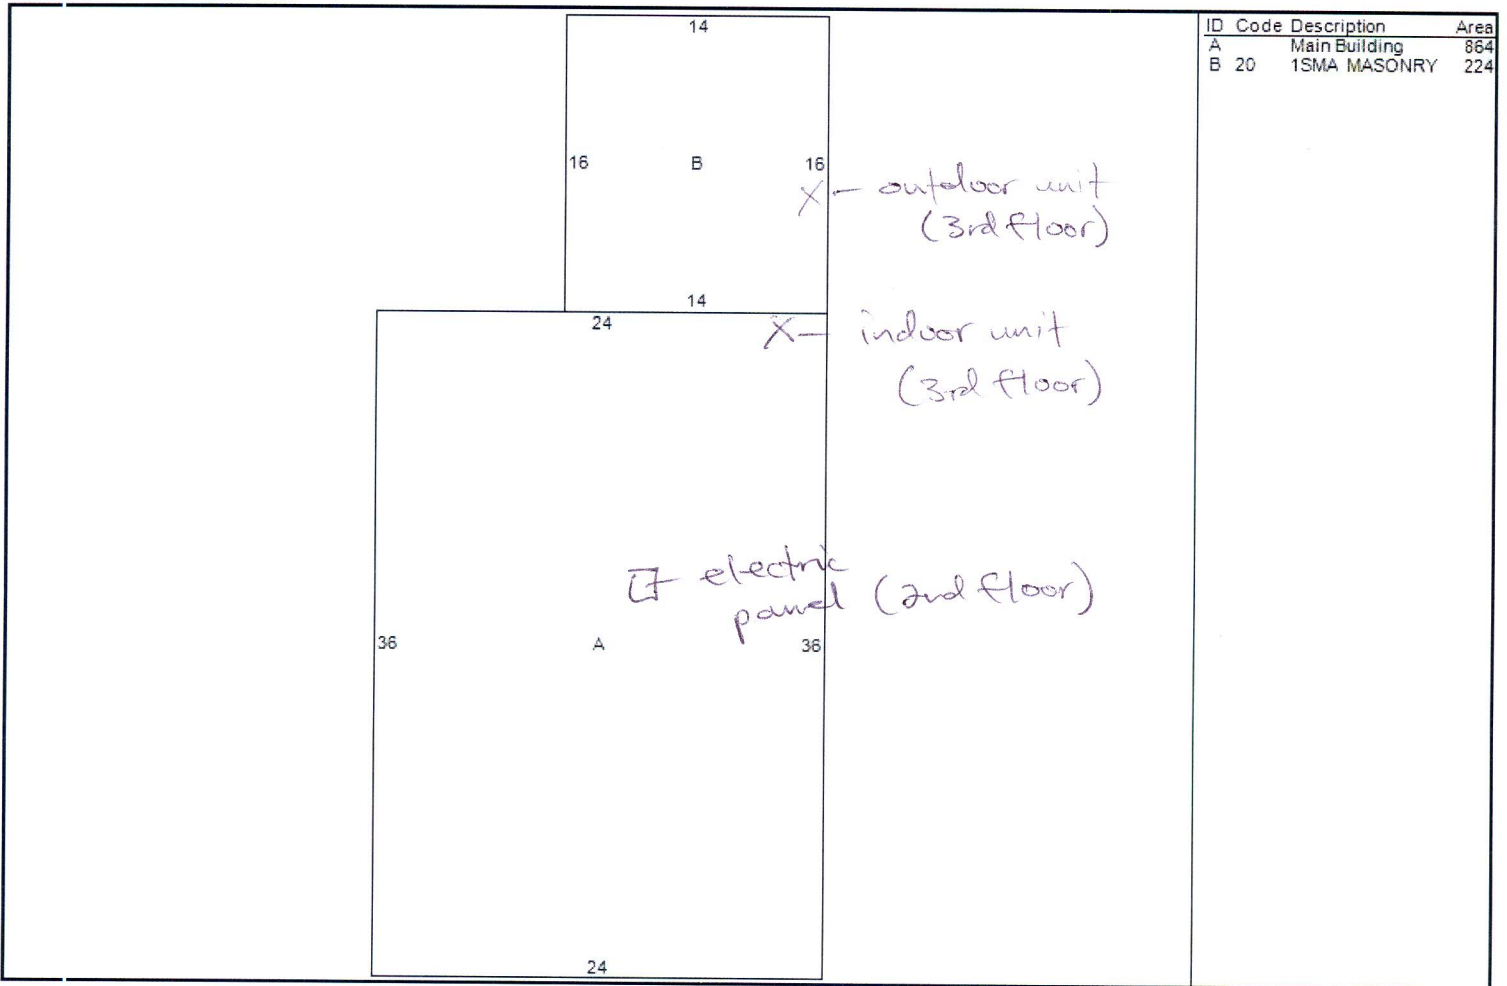 14
ID Code Description Area
A Main Building 864
B 20 1SMA MASONRY 224
16 B 16
X - outdoor unit
(3rd floor)
14
24
X - indoor unit
(3rd floor)
electric
panel (2nd floor)
36 A 36
24